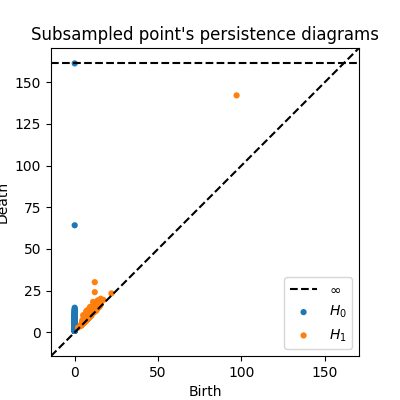 Subsampled point's persistence diagrams
150
125
100
75
50
25
0
Death
0 50 100 150
Birth
∞
H₀
H₁